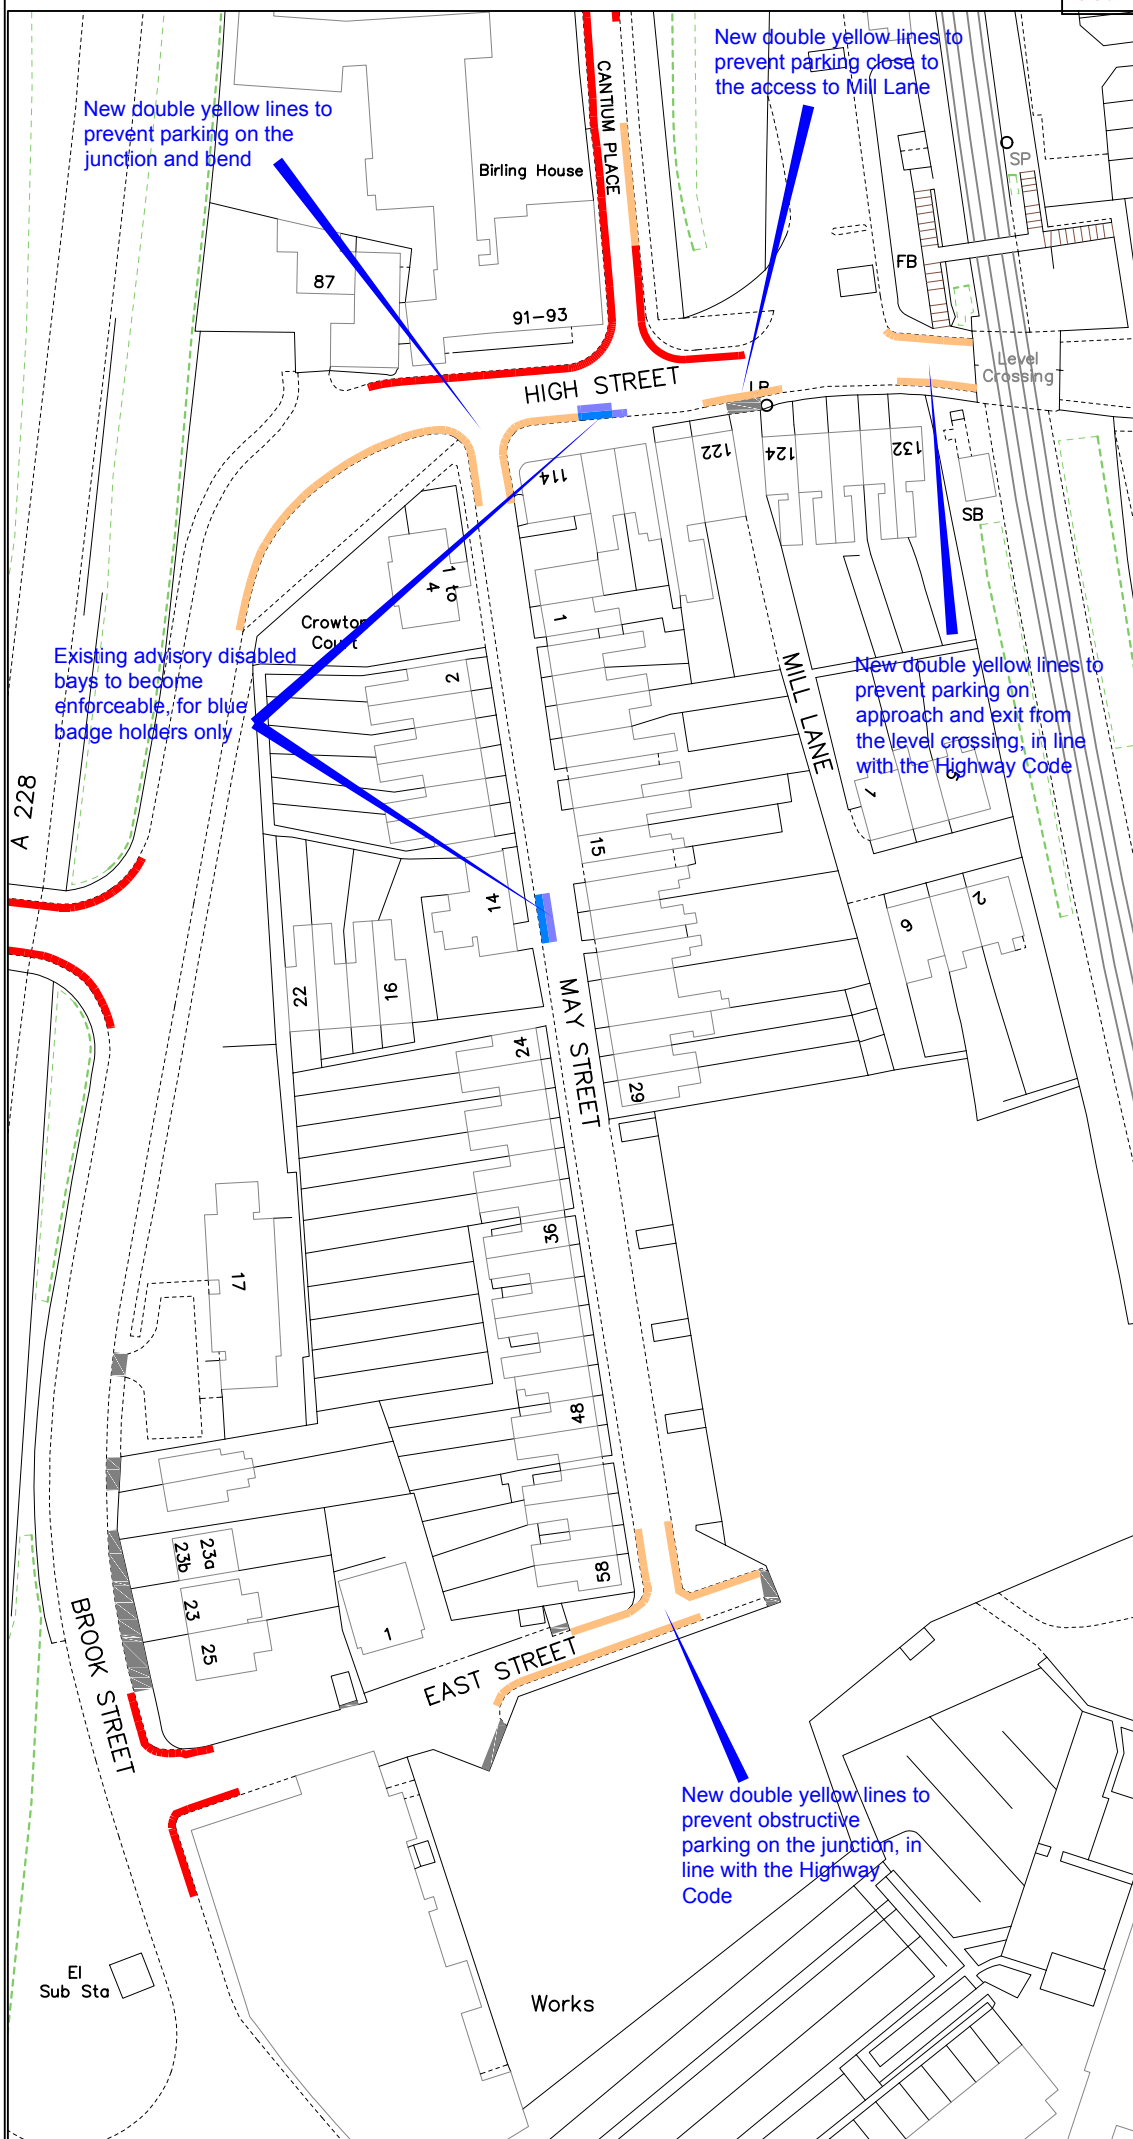 New double yellow lines to
prevent parking close to
the access to Mill Lane
New double yellow lines to
prevent parking on the
junction and bend
CANTIUM PLACE
Birling House
SP
FB
87
91-93
Level
Crossing
HIGH STREET
LB
114
122
124
132
SB
1 to
4
Crowton
Court
1
2
Existing advisory disabled
bays to become
enforceable, for blue
badge holders only
MILL LANE
New double yellow lines to
prevent parking on
approach and exit from
the level crossing, in line
with the Highway Code
A 228
7
15
14
2
6
22
16
MAY STREET
24
29
36
17
48
23a
23b
58
23
25
1
BROOK STREET
EAST STREET
New double yellow lines to
prevent obstructive
parking on the junction, in
line with the Highway
Code
El
Sub Sta
Works